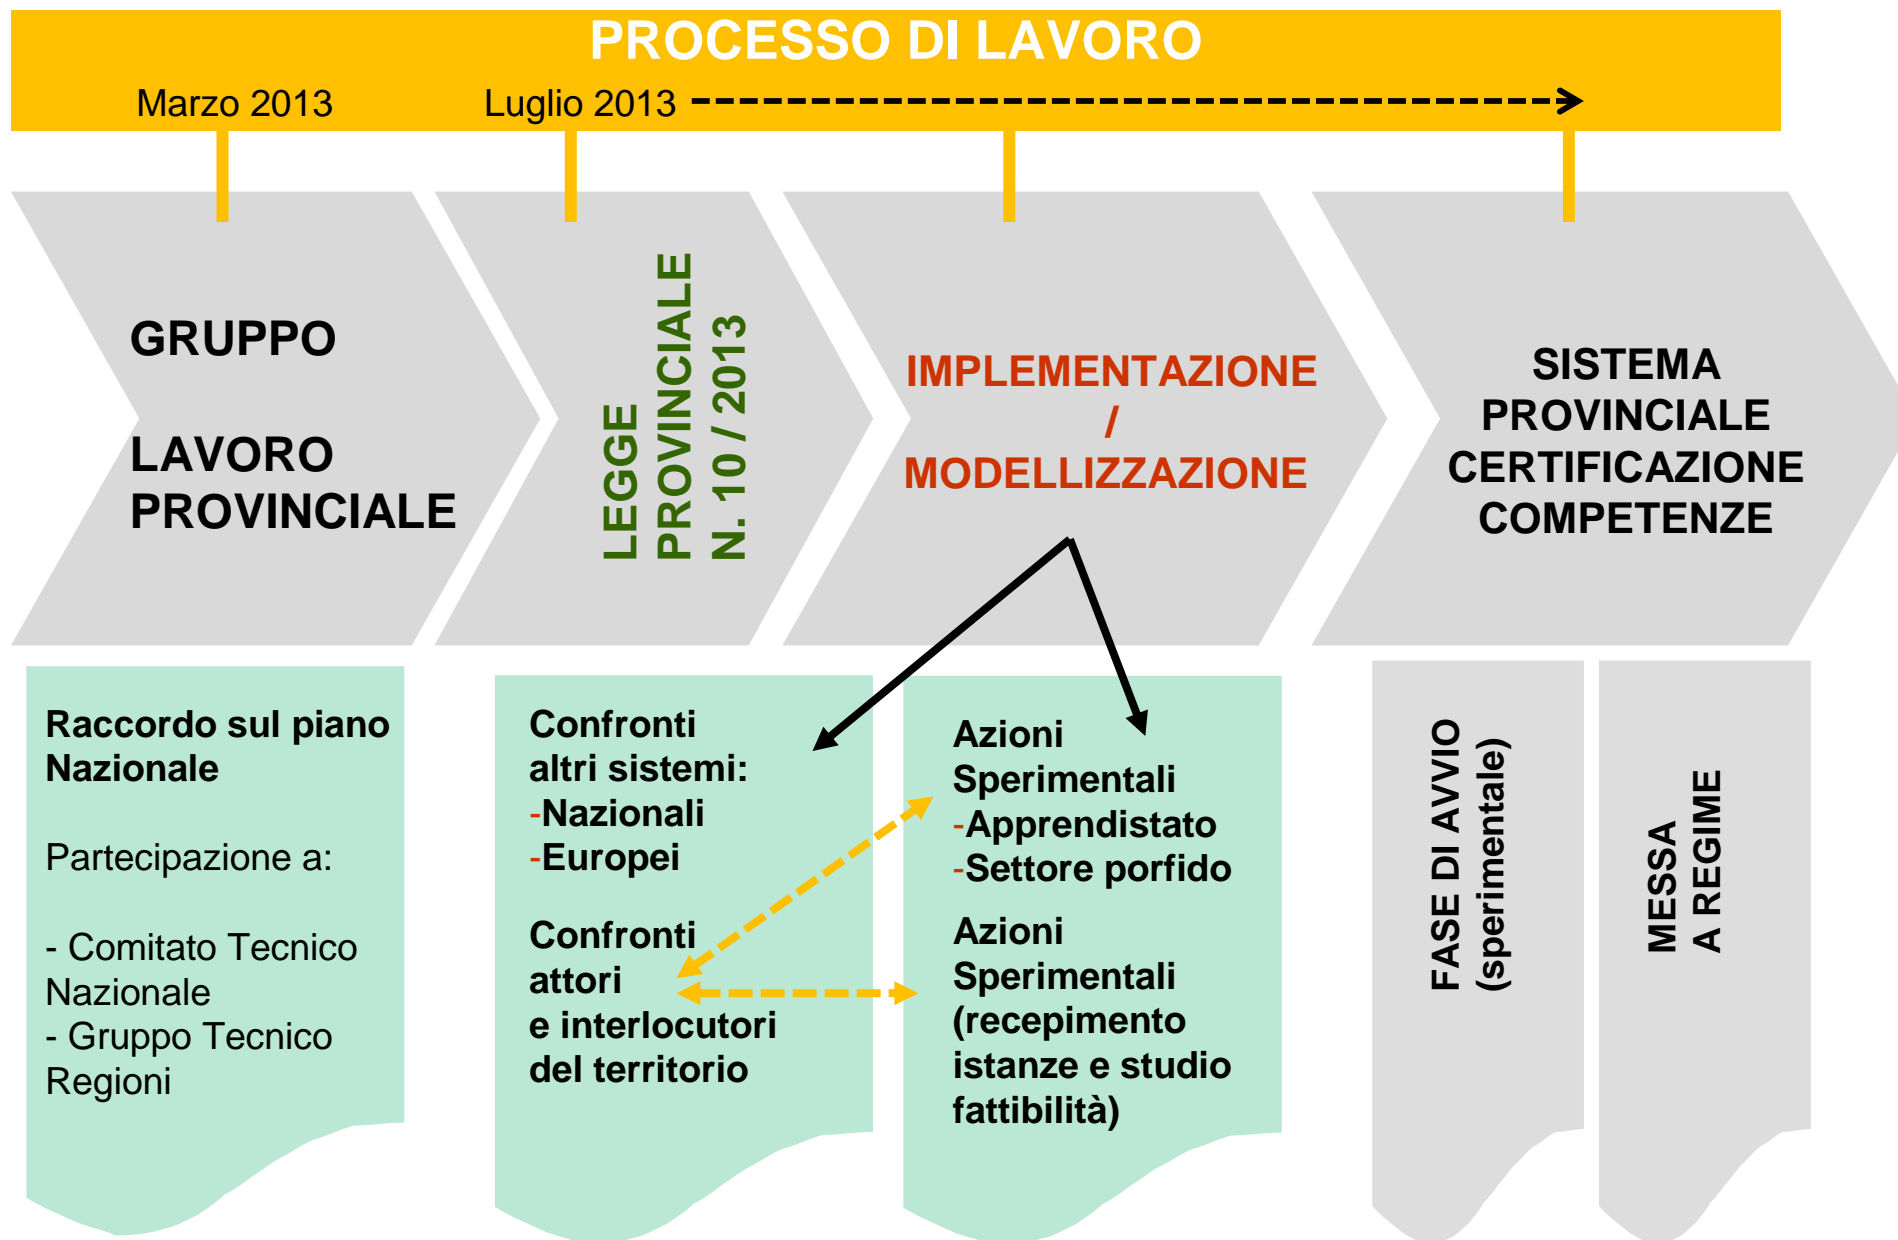 PROCESSO DI LAVORO
Marzo 2013
Luglio 2013
GRUPPO
LAVORO
PROVINCIALE
LEGGE
PROVINCIALE
N. 10 / 2013
IMPLEMENTAZIONE
/
MODELLIZZAZIONE
SISTEMA
PROVINCIALE
CERTIFICAZIONE
COMPETENZE
Raccordo sul piano
Nazionale
Partecipazione a:
- Comitato Tecnico
Nazionale
- Gruppo Tecnico
Regioni
Confronti
altri sistemi:
-Nazionali
-Europei
Confronti
attori
e interlocutori
del territorio
Azioni
Sperimentali
-Apprendistato
-Settore porfido
Azioni
Sperimentali
(recepimento
istanze e studio
fattibilità)
FASE DI AVVIO
(sperimentale)
MESSA
A REGIME